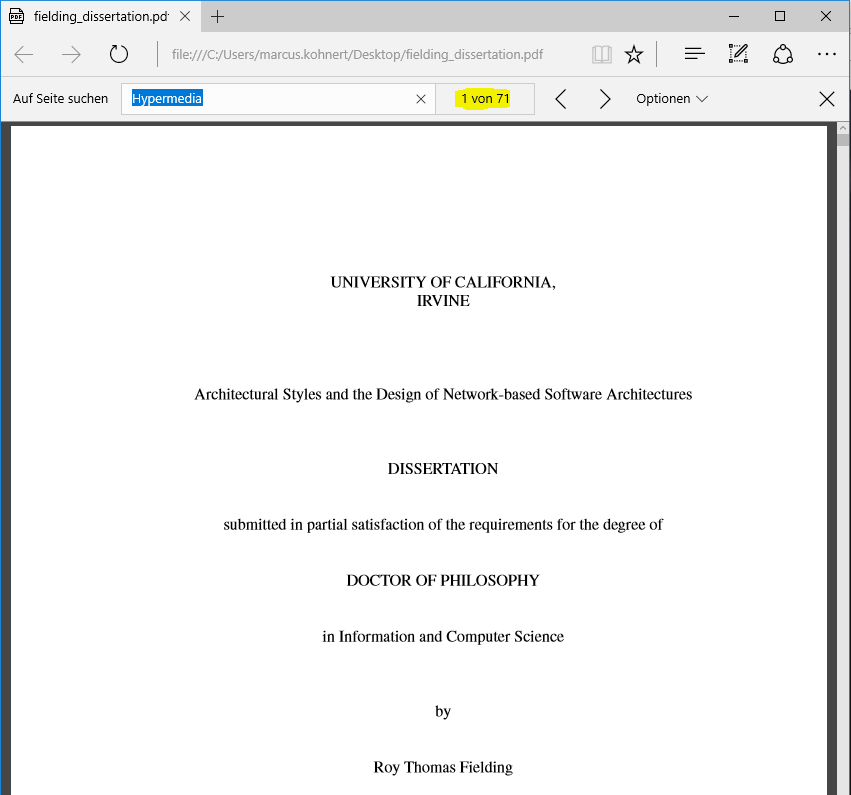 fielding_dissertation.pdf
file:///C:/Users/marcus.kohnert/Desktop/fielding_dissertation.pdf
Auf Seite suchen Hypermedia 1 von 71 Optionen
UNIVERSITY OF CALIFORNIA,
IRVINE
Architectural Styles and the Design of Network-based Software Architectures
DISSERTATION
submitted in partial satisfaction of the requirements for the degree of
DOCTOR OF PHILOSOPHY
in Information and Computer Science
by
Roy Thomas Fielding